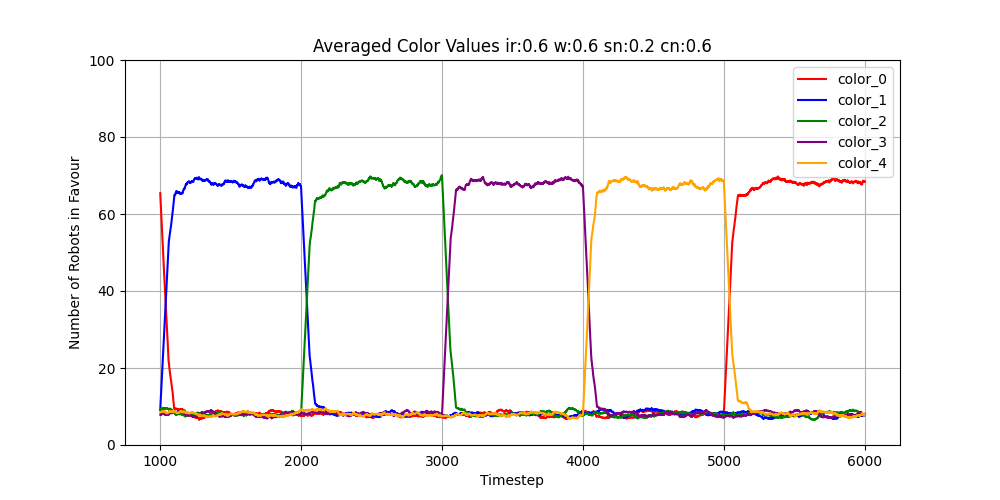 Averaged Color Values ir:0.6 w:0.6 sn:0.2 cn:0.6
color_0
color_1
color_2
color_3
color_4
Number of Robots in Favour
100
80
60
40
20
0
1000 2000 3000 4000 5000 6000
Timestep